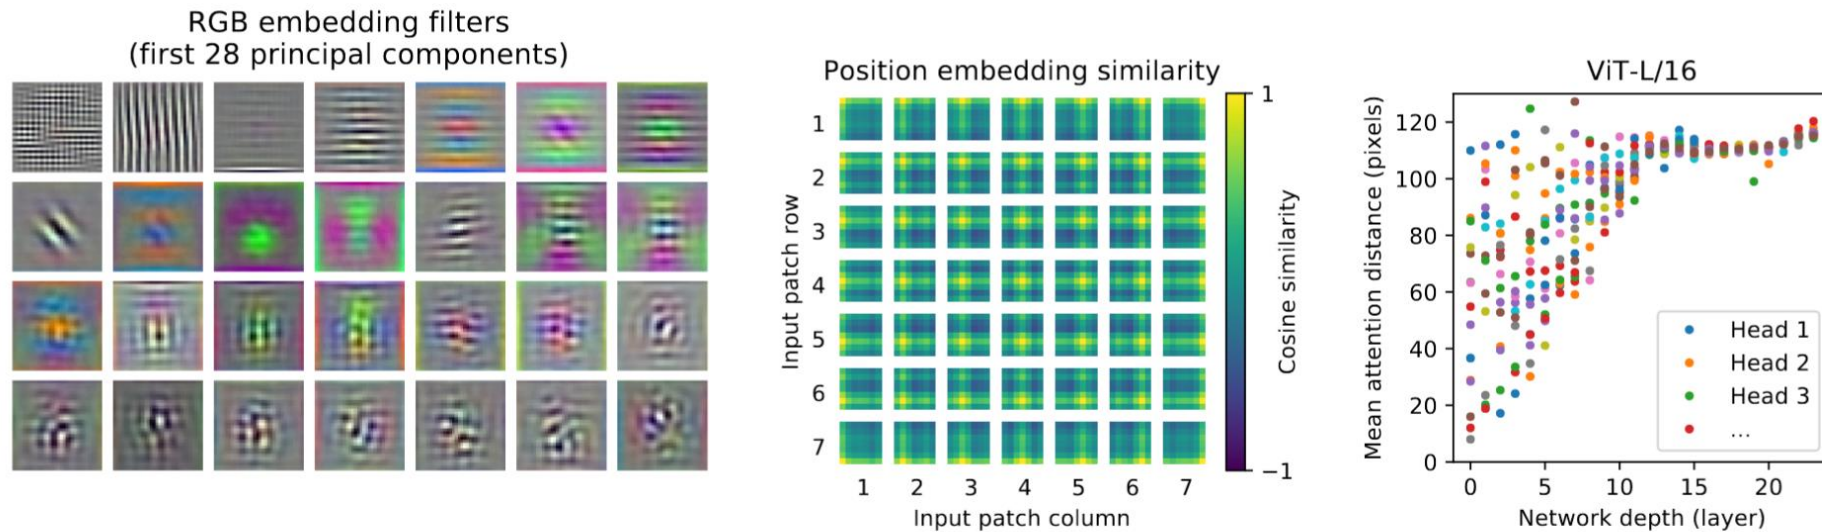 RGB embedding filters
(first 28 principal components)
Position embedding similarity
Input patch row
1
2
3
4
5
6
7
1 2 3 4 5 6 7
Input patch column
1
−1
Cosine similarity
ViT-L/16
Mean attention distance (pixels)
120
100
80
60
40
20
0
Head 1
Head 2
Head 3
...
0 5 10 15 20
Network depth (layer)